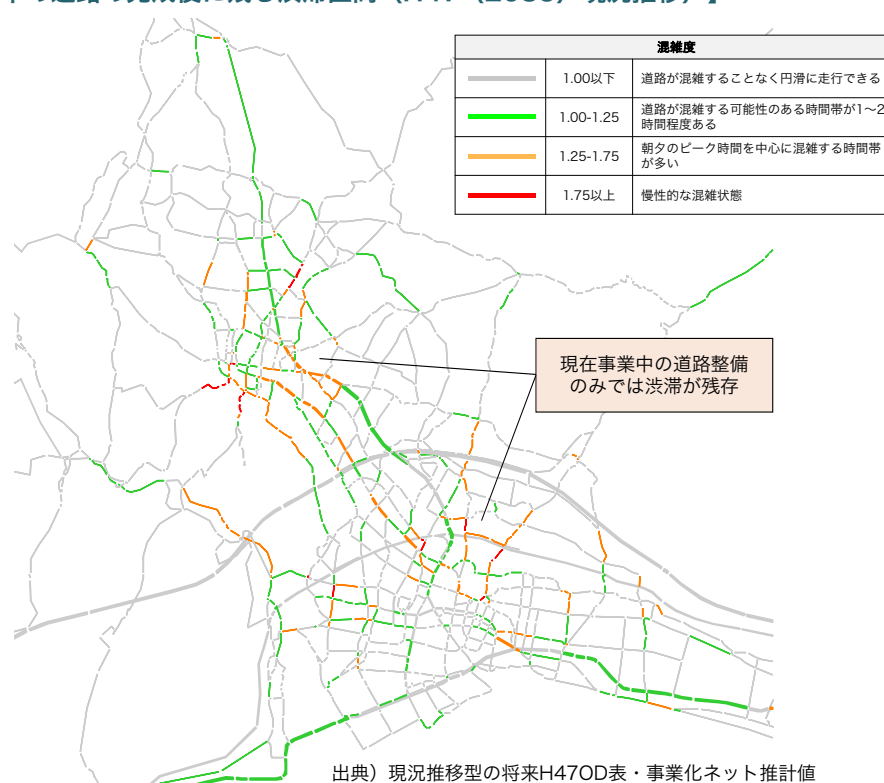 混雑度
1.00以下 道路が混雑することなく円滑に走行できる
1.00-1.25 道路が混雑する可能性のある時間帯が1〜2
時間程度ある
1.25-1.75 朝夕のピーク時間を中心に混雑する時間帯
が多い
1.75以上 慢性的な混雑状態
現在事業中の道路整備
のみでは渋滞が残存
出典）現況推移型の将来H47OD表・事業化ネット推計値